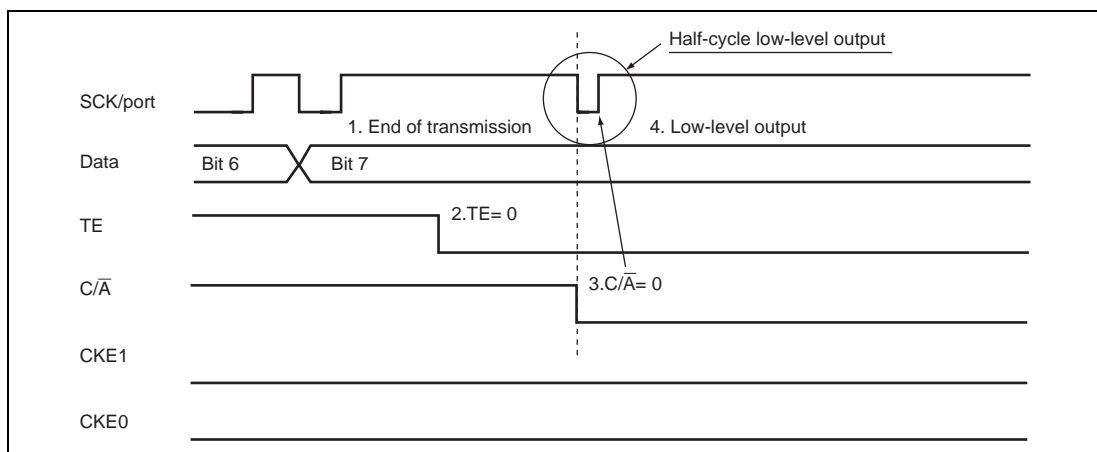 Half-cycle low-level output
SCK/port
1. End of transmission
4. Low-level output
Data
Bit 6
Bit 7
TE
2.TE= 0
C/A̅
3.C/A̅= 0
CKE1
CKE0